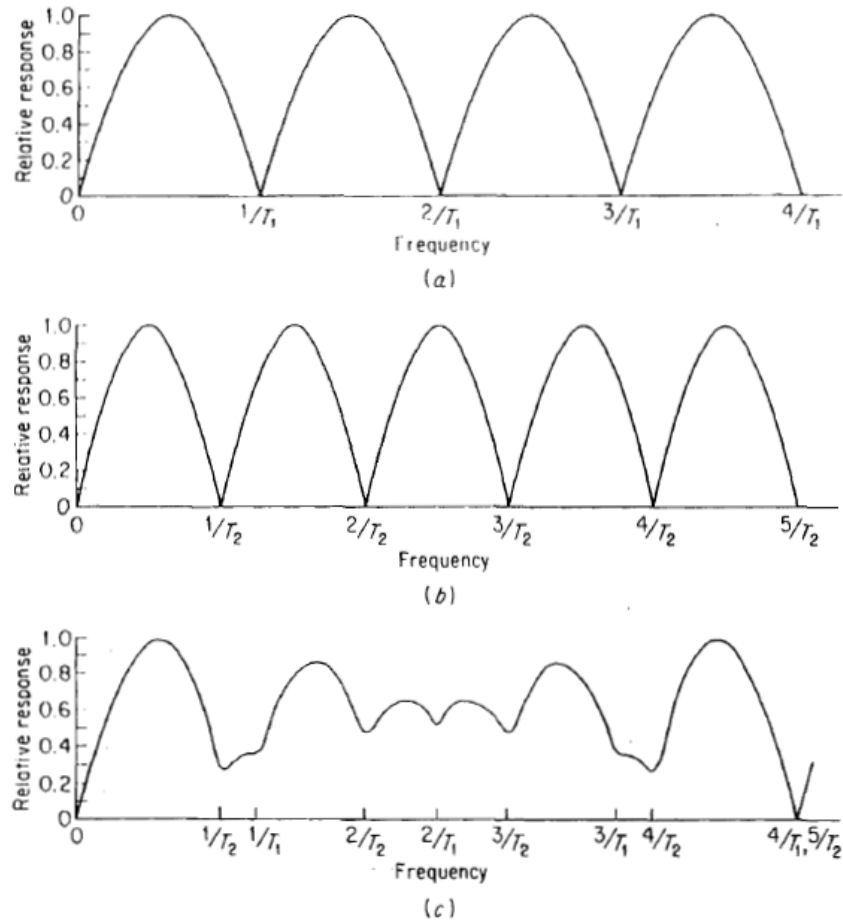 Relative response
1.0
0.8
0.6
0.4
0.2
0
0 1/T1 2/T1 3/T1 4/T1
Frequency
(a)
Relative response
1.0
0.8
0.6
0.4
0.2
0
0 1/T2 2/T2 3/T2 4/T2 5/T2
Frequency
(b)
Relative response
1.0
0.8
0.6
0.4
0.2
0
0 1/T2 1/T1 2/T2 2/T1 3/T2 3/T1 4/T2 4/T1, 5/T2
Frequency
(c)